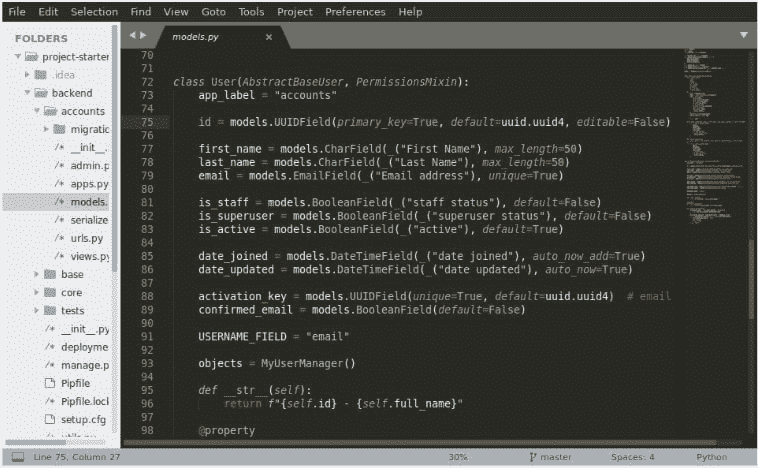 File Edit Selection Find View Goto Tools Project Preferences Help
FOLDERS
project-starter
.idea
backend
accounts
migratic
/* __init__.
/* admin.p
/* apps.py
/* models.
/* serialize
/* urls.py
/* views.py
base
core
tests
/* __init__.py
/* deployme
/* manage.p
Pipfile
Pipfile.lock
setup.cfg
models.py ×
70
71
72 class User(AbstractBaseUser, PermissionsMixin):
73 app_label = "accounts"
74
75 id = models.UUIDField(primary_key=True, default=uuid.uuid4, editable=False)
76
77 first_name = models.CharField(_("First Name"), max_length=50)
78 last_name = models.CharField(_("Last Name"), max_length=50)
79 email = models.EmailField(_("Email address"), unique=True)
80
81 is_staff = models.BooleanField(_("staff status"), default=False)
82 is_superuser = models.BooleanField(_("superuser status"), default=False)
83 is_active = models.BooleanField(_("active"), default=True)
84
85 date_joined = models.DateTimeField(_("date joined"), auto_now_add=True)
86 date_updated = models.DateTimeField(_("date updated"), auto_now=True)
87
88 activation_key = models.UUIDField(unique=True, default=uuid.uuid4) # email
89 confirmed_email = models.BooleanField(default=False)
90
91 USERNAME_FIELD = "email"
92
93 objects = MyUserManager()
94
95 def __str__(self):
96 return f"{self.id} - {self.full_name}"
97
98 @property
Line 75, Column 27 30% master Spaces: 4 Python